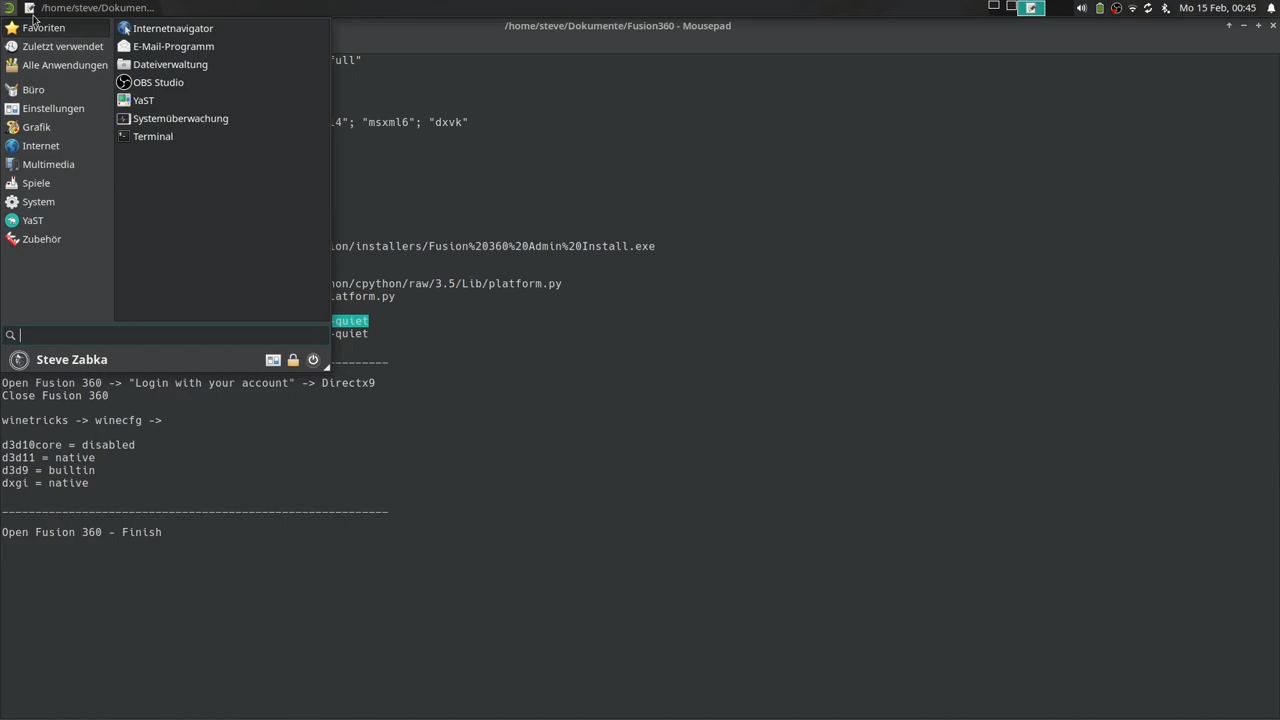 /home/steve/Dokumen...
Mo 15 Feb, 00:45
/home/steve/Dokumente/Fusion360 - Mousepad
Favoriten
Zuletzt verwendet
Alle Anwendungen
Büro
Einstellungen
Grafik
Internet
Multimedia
Spiele
System
YaST
Zubehör
Internetnavigator
E-Mail-Programm
Dateiverwaltung
OBS Studio
YaST
Systemüberwachung
Terminal
Steve Zabka
full"
4"; "msxml6"; "dxvk"
ion/installers/Fusion%20360%20Admin%20Install.exe
hon/cpython/raw/3.5/Lib/platform.py
latform.py
-quiet
-quiet
Open Fusion 360 -> "Login with your account" -> Directx9
Close Fusion 360
winetricks -> winecfg ->
d3d10core = disabled
d3d11 = native
d3d9 = builtin
dxgi = native
Open Fusion 360 - Finish